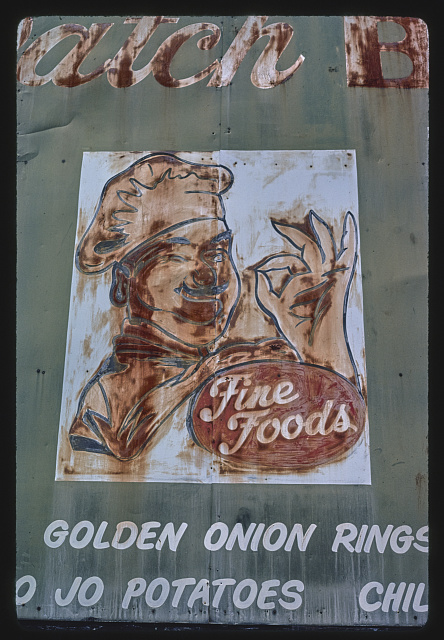 atch B
Fine
Foods
GOLDEN ONION RINGS
O JO POTATOES CHIL